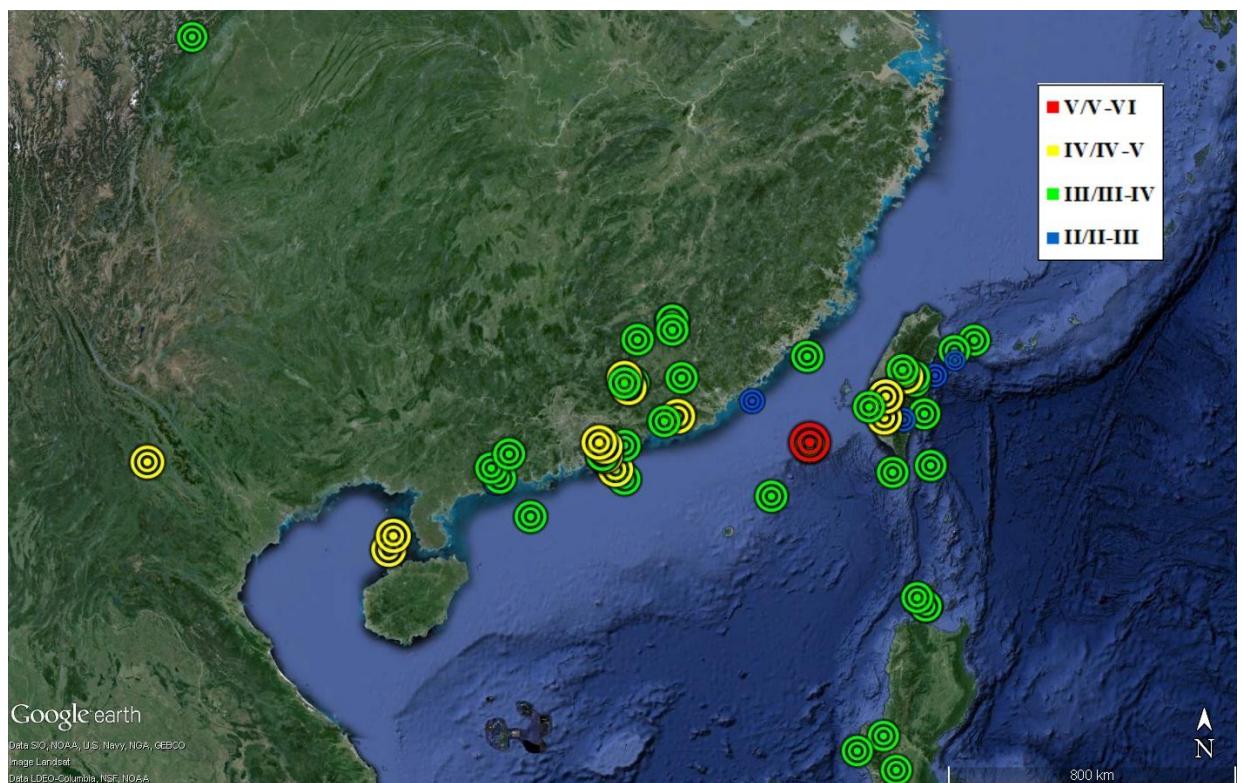 V/V-VI
IV/IV-V
III/III-IV
II/II-III
Google earth
Data SIO, NOAA, U.S. Navy, NGA, GEBCO
Image Landsat
Data LDEO-Columbia, NSF, NOAA
N
800 km